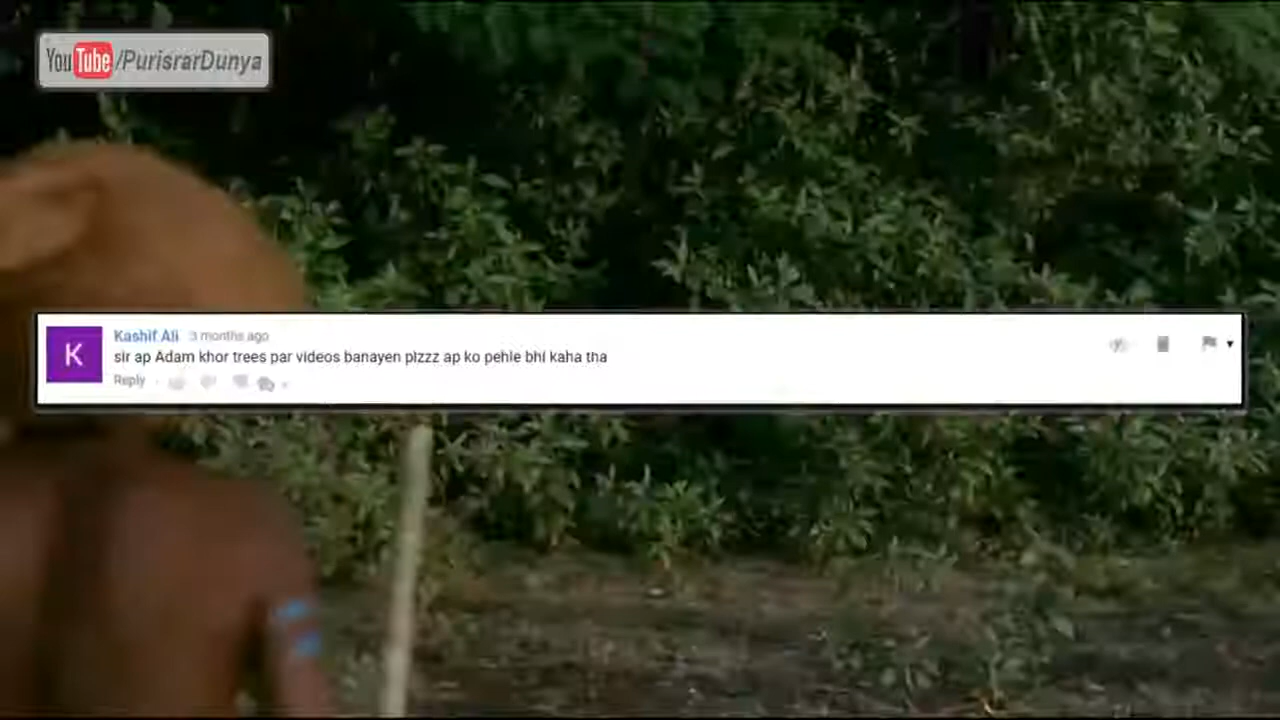 YouTube/PurisrarDunya
Kashif Ali 3 months ago
sir ap Adam khor trees par videos banayen plzzz ap ko pehle bhi kaha tha
Reply